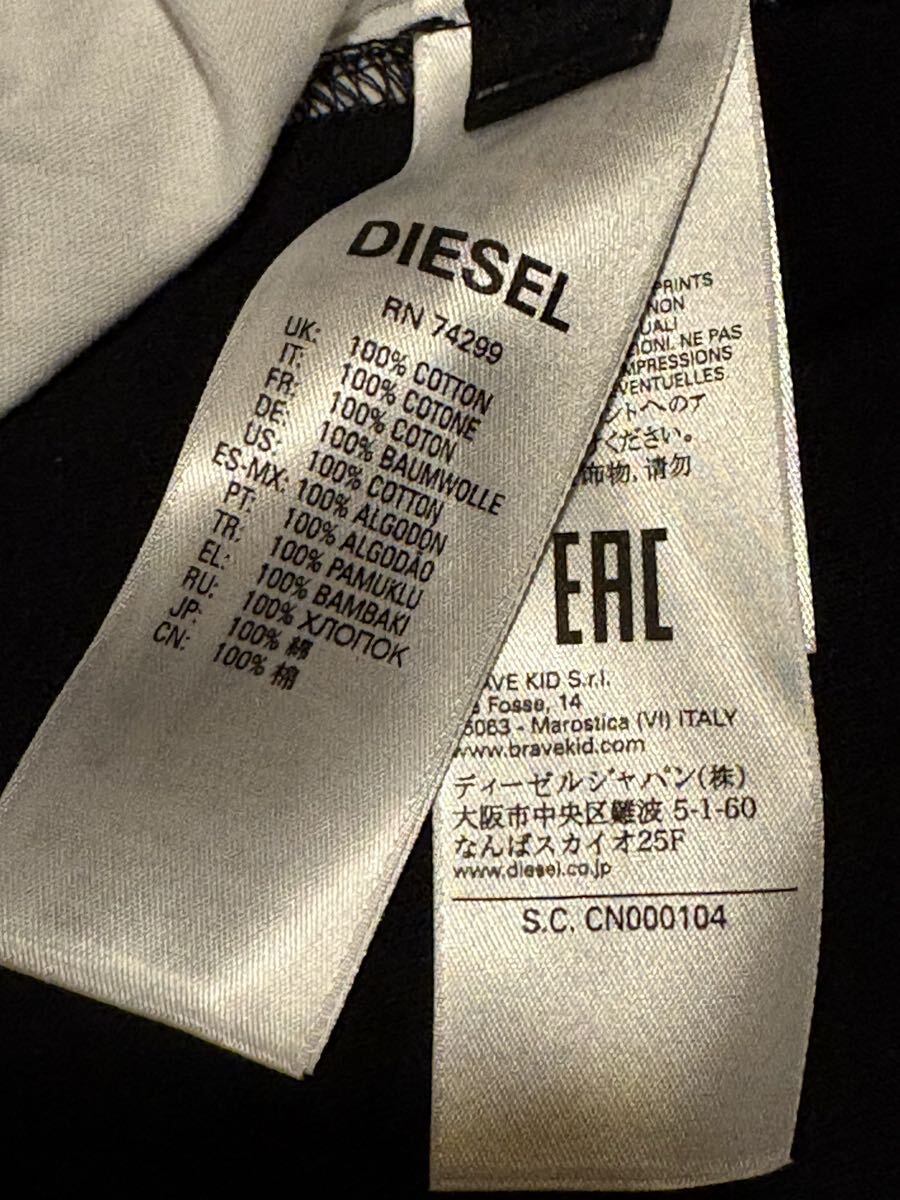 DIESEL
RN 74299
UK: 100% COTTON
IT: 100% COTONE
FR: 100% COTON
DE: 100% BAUMWOLLE
US: 100% COTTON
ES-MX: 100% ALGODON
PT: 100% ALGODÃO
TR: 100% PAMUKLU
EL: 100% BAMBAKI
RU: 100% ХЛОПОК
JP: 100% 綿
CN: 100% 棉
PRINTS
NON
UALI
IONI. NE PAS
MPRESSIONS
VENTUELLES.
ントへのア
ください。
饰物,请勿
EAC
AVE KID S.r.l.
Fosse, 14
6063 - Marostica (VI) ITALY
www.bravekid.com
ディーゼルジャパン(株)
大阪市中央区難波 5-1-60
なんばスカイオ25F
www.diesel.co.jp
S.C. CN000104